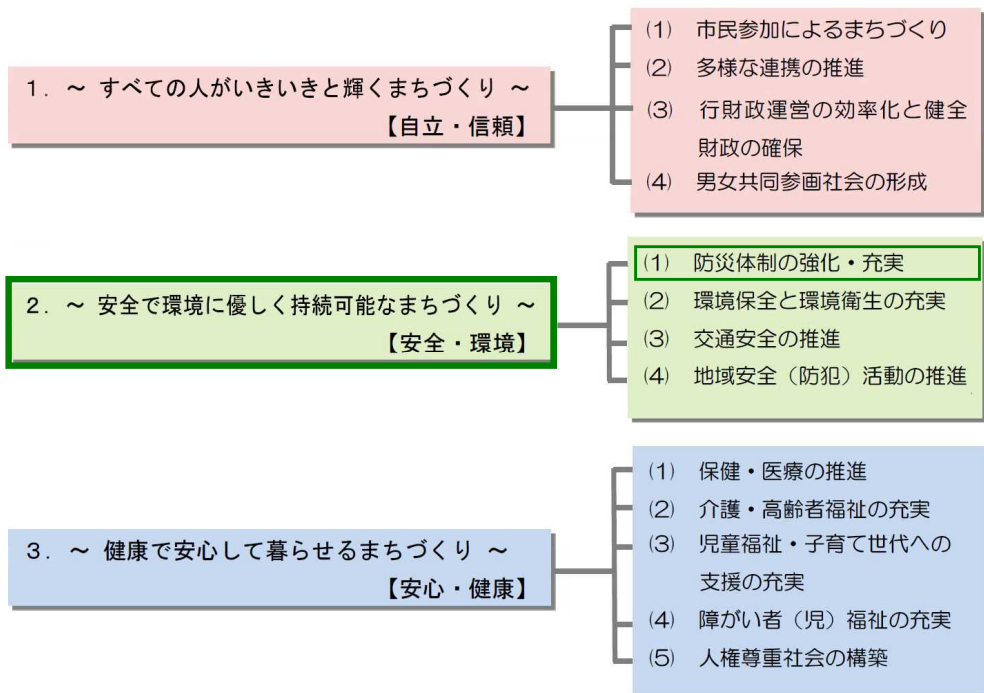 1. ～ すべての人がいきいきと輝くまちづくり ～
【自立・信頼】
(1) 市民参加によるまちづくり
(2) 多様な連携の推進
(3) 行財政運営の効率化と健全
財政の確保
(4) 男女共同参画社会の形成
2. ～ 安全で環境に優しく持続可能なまちづくり ～
【安全・環境】
(1) 防災体制の強化・充実
(2) 環境保全と環境衛生の充実
(3) 交通安全の推進
(4) 地域安全（防犯）活動の推進
3. ～ 健康で安心して暮らせるまちづくり ～
【安心・健康】
(1) 保健・医療の推進
(2) 介護・高齢者福祉の充実
(3) 児童福祉・子育て世代への
支援の充実
(4) 障がい者（児）福祉の充実
(5) 人権尊重社会の構築